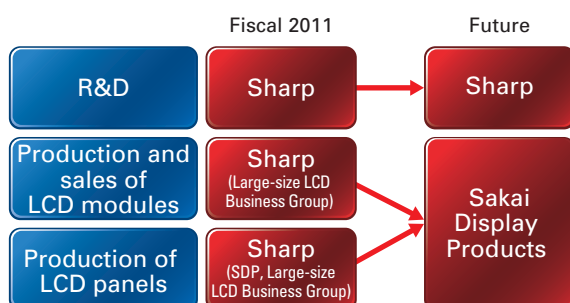 Fiscal 2011 Future
R&D Sharp Sharp
Production and
sales of
LCD modules
Sharp
(Large-size LCD
Business Group)
Production of
LCD panels
Sharp
(SDP, Large-size
LCD Business Group)
Sakai
Display
Products